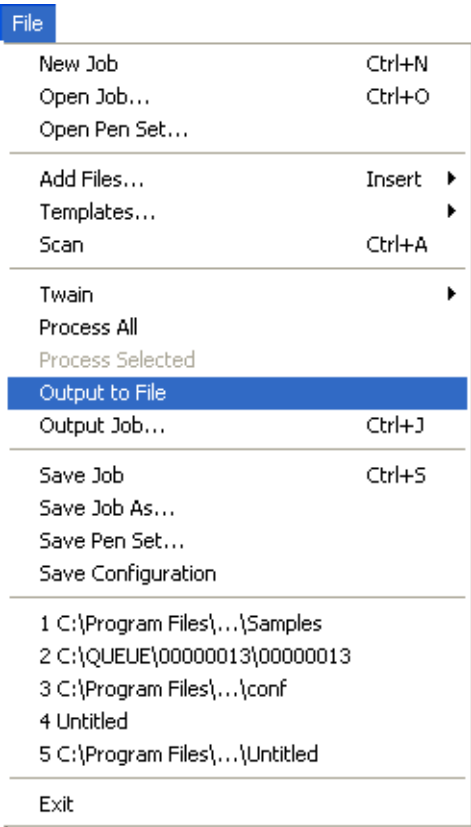 File
New Job Ctrl+N
Open Job... Ctrl+O
Open Pen Set...
Add Files... Insert
Templates...
Scan Ctrl+A
Twain
Process All
Process Selected
Output to File
Output Job... Ctrl+J
Save Job Ctrl+S
Save Job As...
Save Pen Set...
Save Configuration
1 C:\Program Files\...\Samples
2 C:\QUEUE\00000013\00000013
3 C:\Program Files\...\conf
4 Untitled
5 C:\Program Files\...\Untitled
Exit